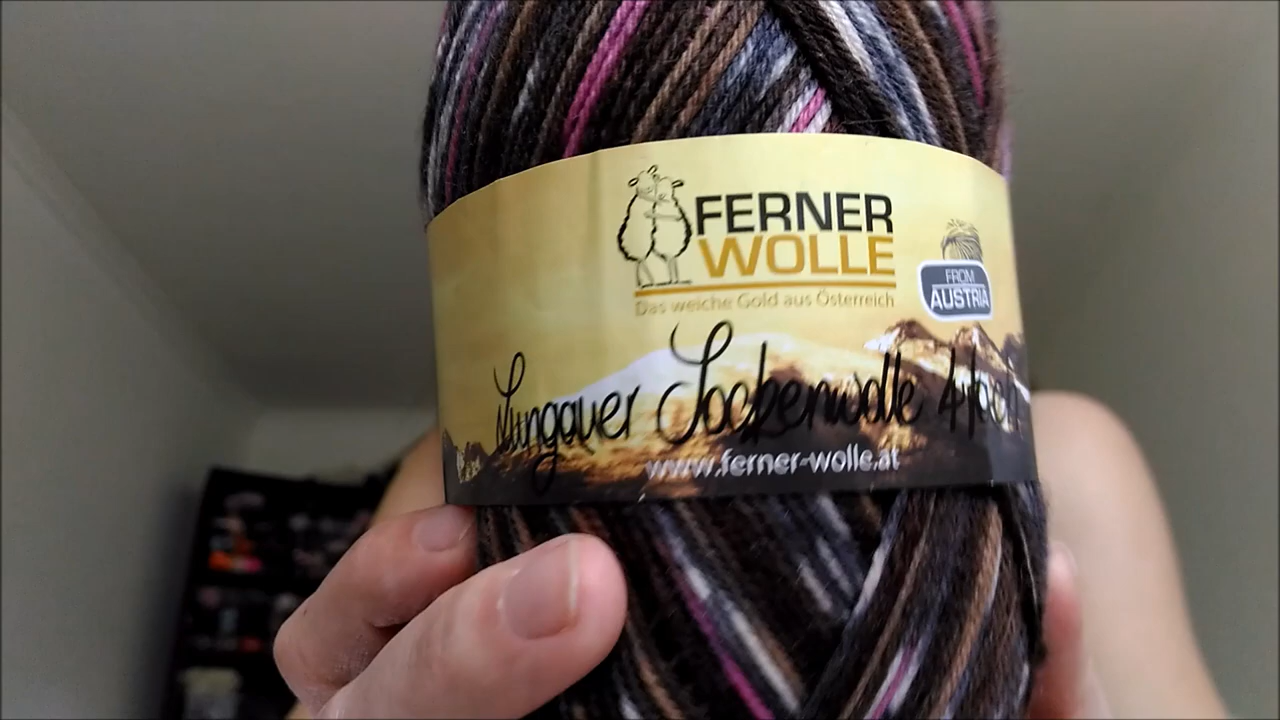 FERNER
WOLLE
Das weiche Gold aus Österreich
FROM
AUSTRIA
Lungauer Sockenwolle 4fach
www.ferner-wolle.at